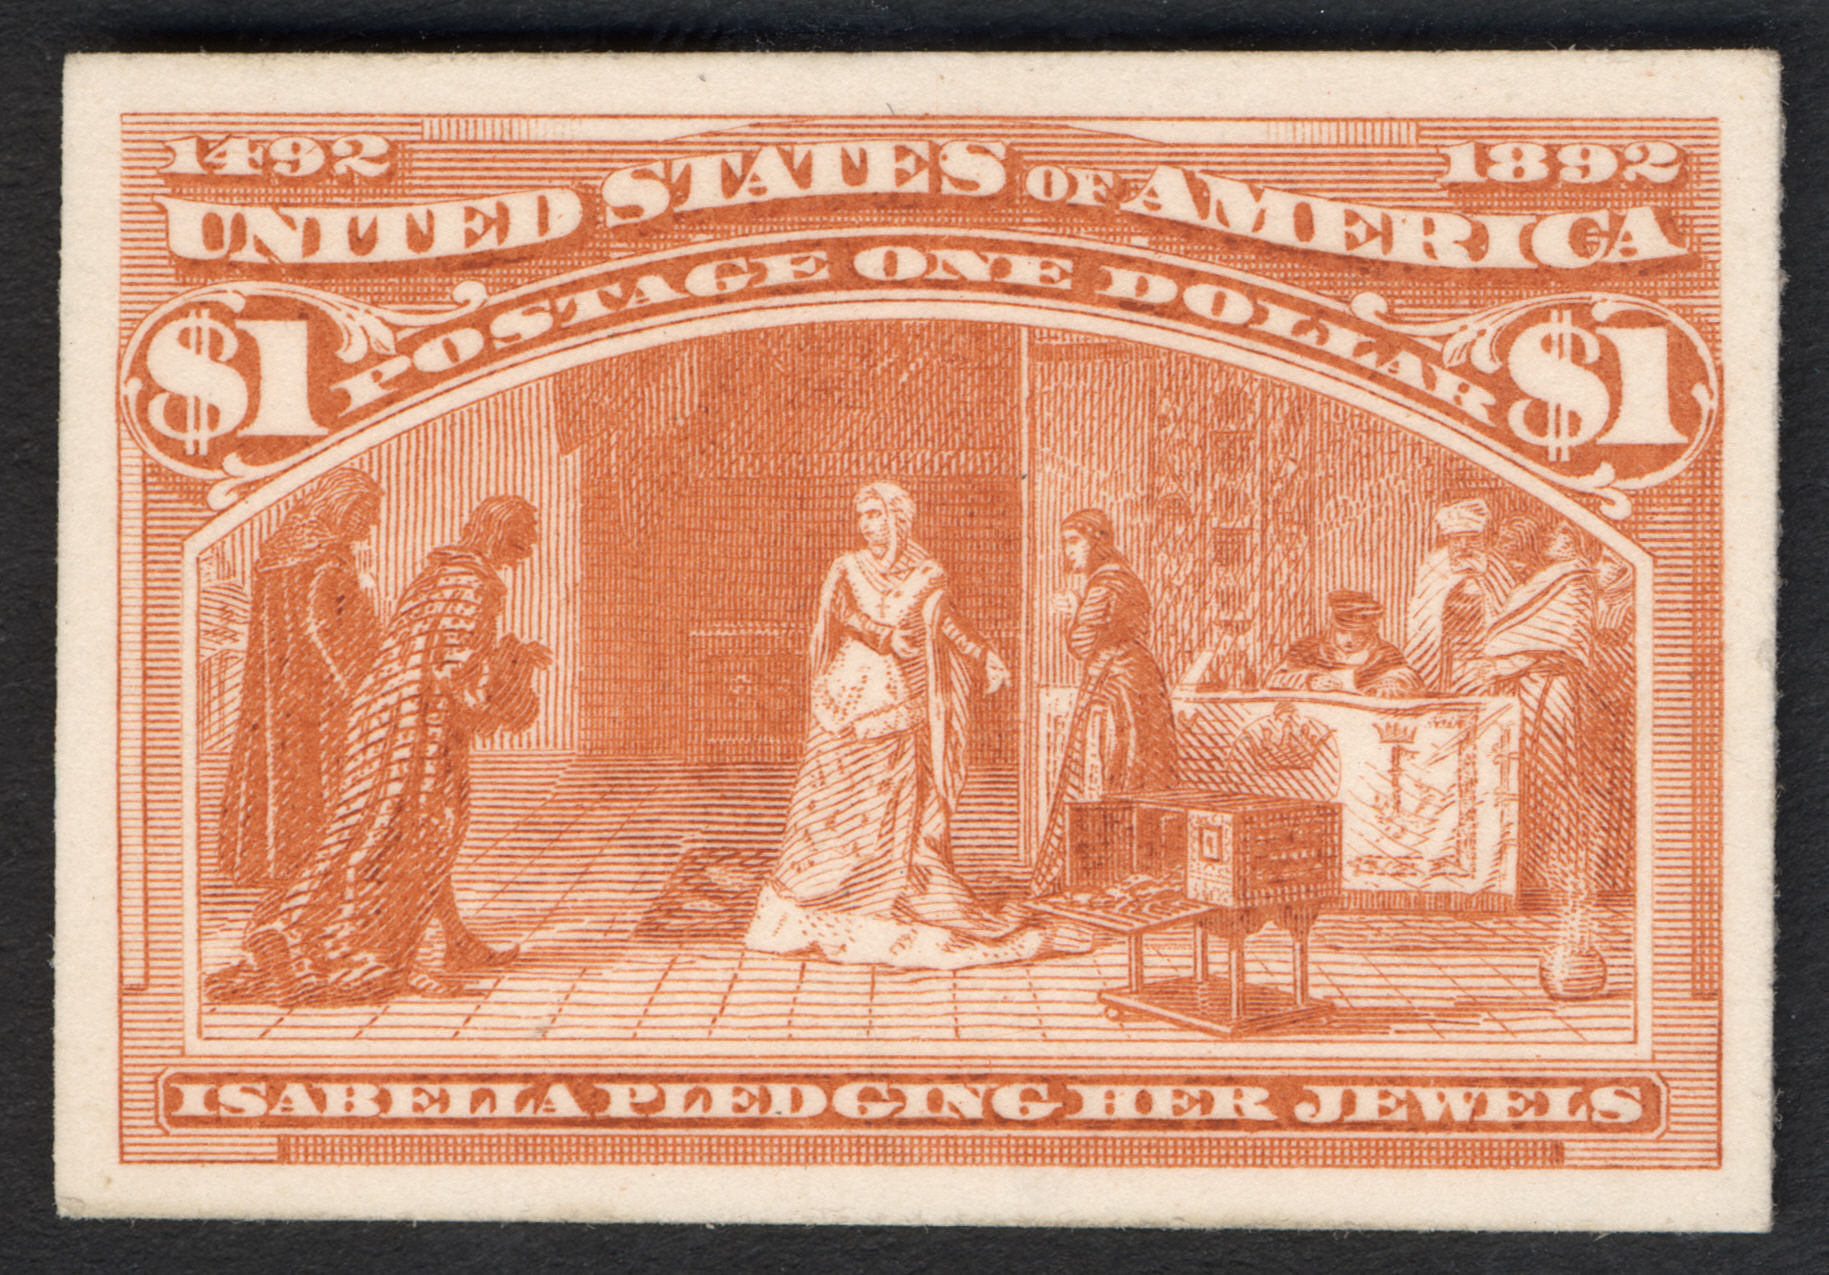 1492 1892
UNITED STATES OF AMERICA
POSTAGE ONE DOLLAR
$1 $1
ISABELLA PLEDGING HER JEWELS